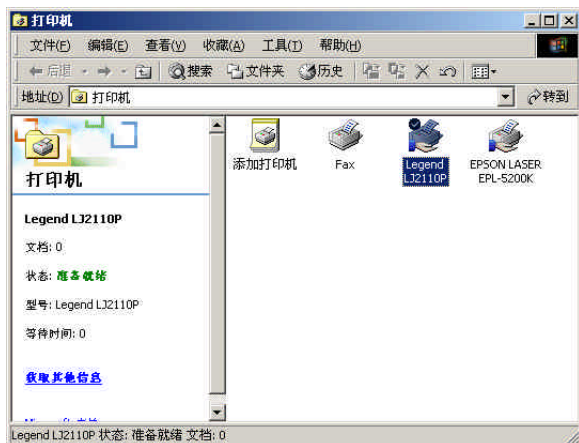 打印机
文件(F) 编辑(E) 查看(V) 收藏(A) 工具(T) 帮助(H)
后退 搜索 文件夹 历史
地址(D) 打印机 转到
打印机
Legend LJ2110P
文档: 0
状态: 准备就绪
型号: Legend LJ2110P
等待时间: 0
获取其他信息
添加打印机
Fax
Legend
LJ2110P
EPSON LASER
EPL-5200K
Legend LJ2110P 状态: 准备就绪 文档: 0